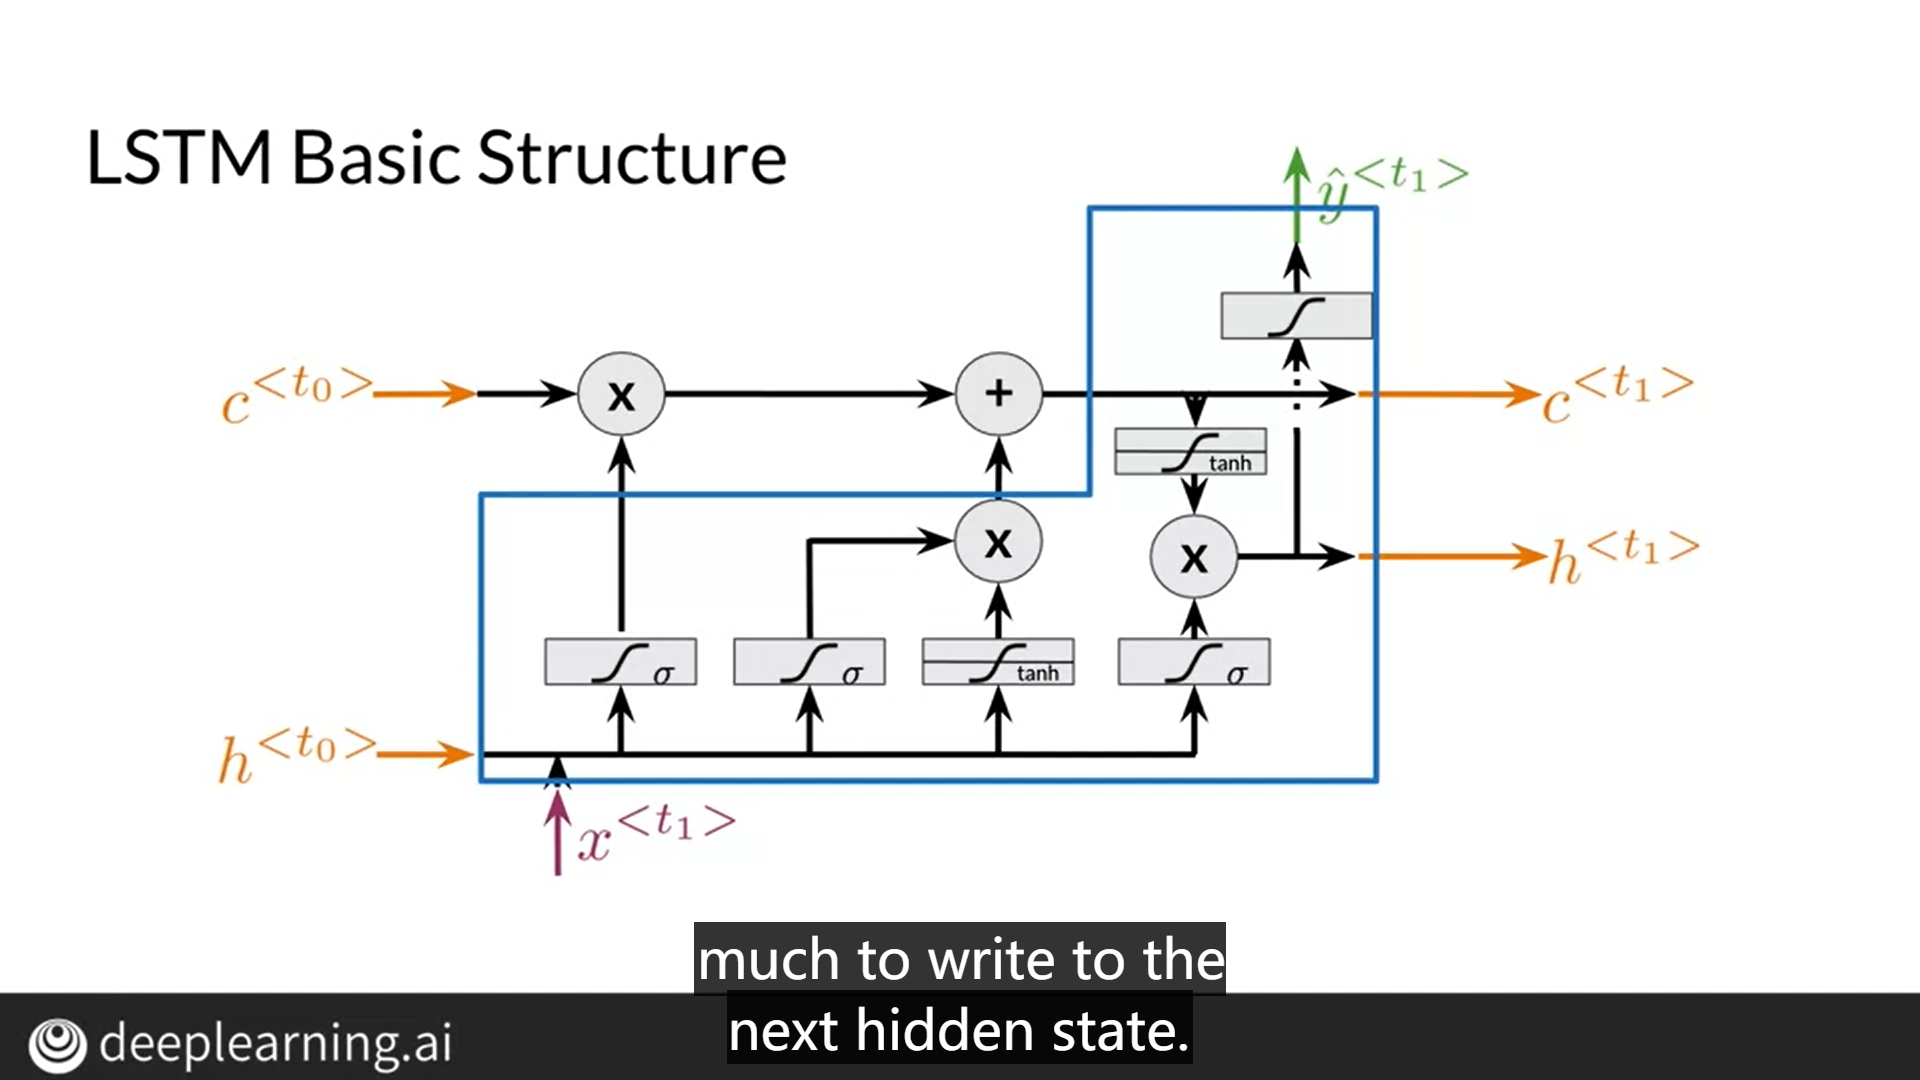 LSTM Basic Structure
ŷ<t₁>
c<t₀>
x
+
c<t₁>
tanh
x
x
h<t₁>
σ
σ
tanh
σ
h<t₀>
x<t₁>
much to write to the
next hidden state.
deeplearning.ai